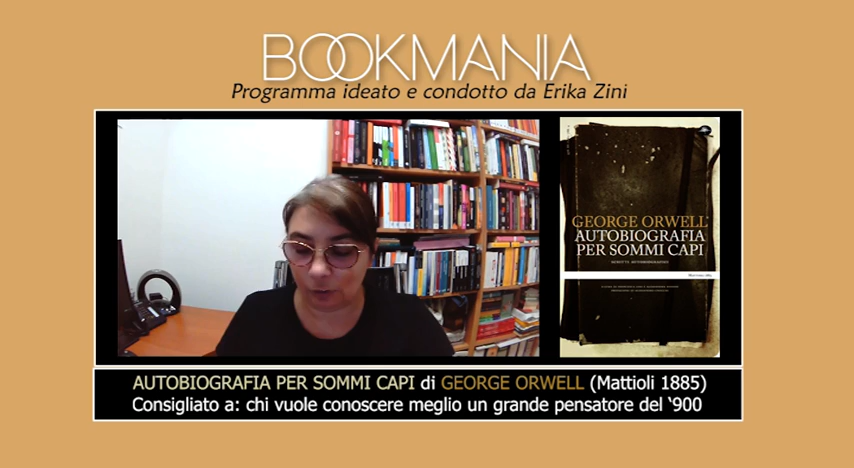 BOOKMANIA
Programma ideato e condotto da Erika Zini
GEORGE ORWELL
AUTOBIOGRAFIA
PER SOMMI CAPI
AUTOBIOGRAFIA PER SOMMI CAPI di GEORGE ORWELL (Mattioli 1885)
Consigliato a: chi vuole conoscere meglio un grande pensatore del ‘900